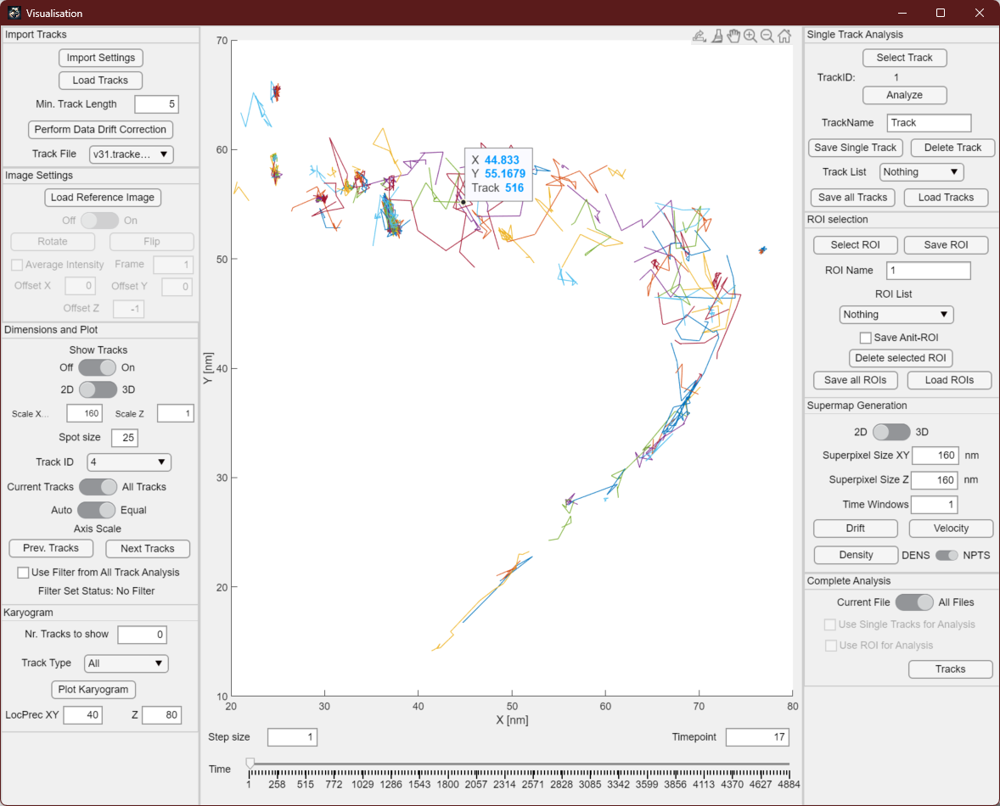 Visualisation
Import Tracks
Import Settings
Load Tracks
Min. Track Length 5
Perform Data Drift Correction
Track File v31.tracke...
Image Settings
Load Reference Image
Off On
Rotate Flip
Average Intensity Frame 1
Offset X 0 Offset Y 0
Offset Z -1
Dimensions and Plot
Show Tracks
Off On
2D 3D
Scale X... 160 Scale Z 1
Spot size 25
Track ID 4
Current Tracks All Tracks
Auto Equal
Axis Scale
Prev. Tracks Next Tracks
Use Filter from All Track Analysis
Filter Set Status: No Filter
Karyogram
Nr. Tracks to show 0
Track Type All
Plot Karyogram
LocPrec XY 40 Z 80
70
60
50
40
30
20
10
Y [nm]
X 44.833
Y 55.1679
Track 516
20 30 40 50 60 70 80
X [nm]
Step size 1 Timepoint 17
Time
1 258 515 772 1029 1286 1543 1800 2057 2314 2571 2828 3085 3342 3599 3856 4113 4370 4627 4884
Single Track Analysis
Select Track
TrackID: 1
Analyze
TrackName Track
Save Single Track Delete Track
Track List Nothing
Save all Tracks Load Tracks
ROI selection
Select ROI Save ROI
ROI Name 1
ROI List
Nothing
Save Anit-ROI
Delete selected ROI
Save all ROIs Load ROIs
Supermap Generation
2D 3D
Superpixel Size XY 160 nm
Superpixel Size Z 160 nm
Time Windows 1
Drift Velocity
Density DENS NPTS
Complete Analysis
Current File All Files
Use Single Tracks for Analysis
Use ROI for Analysis
Tracks